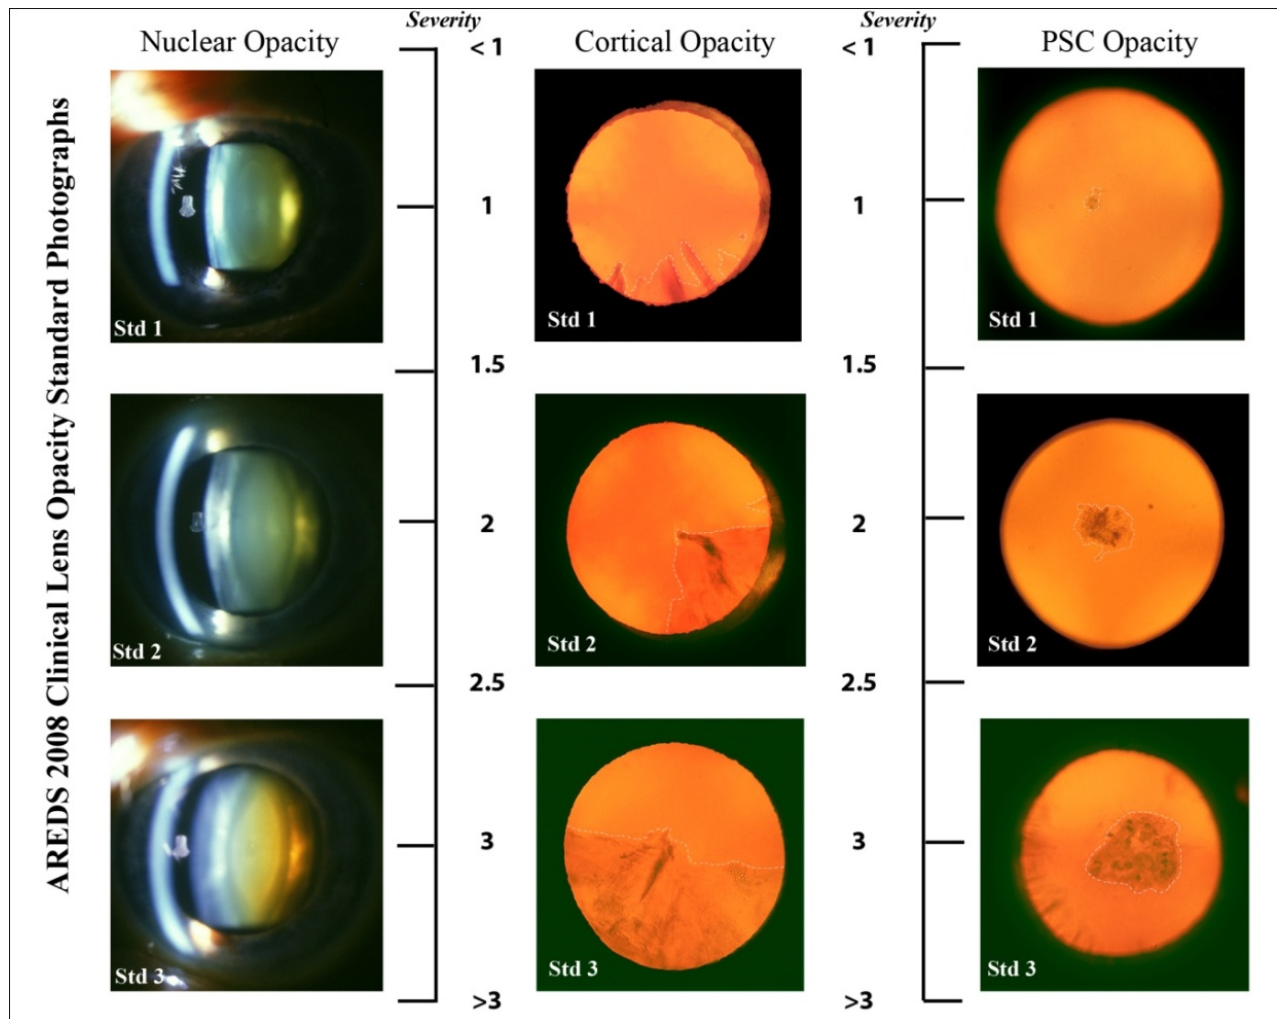 Severity
Severity
Nuclear Opacity
< 1
Cortical Opacity
< 1
PSC Opacity
AREDS 2008 Clinical Lens Opacity Standard Photographs
Std 1
1
Std 1
1
Std 1
1.5
1.5
Std 2
2
Std 2
2
Std 2
2.5
2.5
Std 3
3
Std 3
3
Std 3
>3
>3